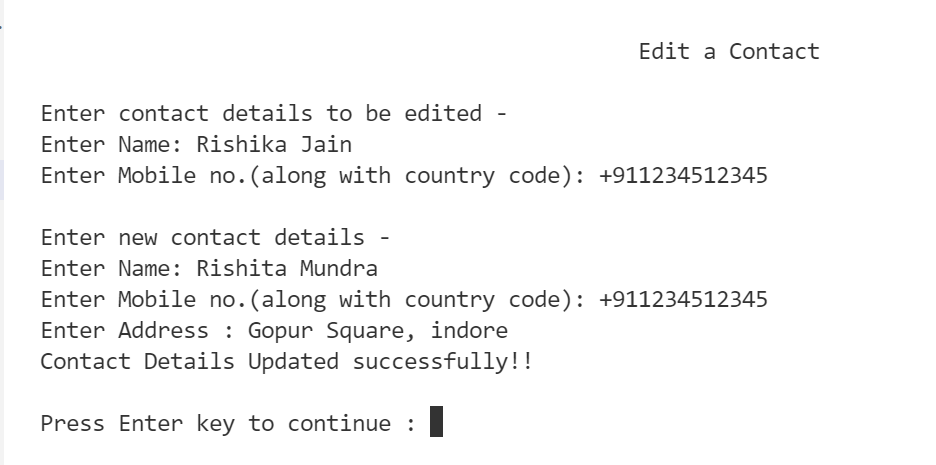 Edit a Contact
Enter contact details to be edited -
Enter Name: Rishika Jain
Enter Mobile no.(along with country code): +911234512345
Enter new contact details -
Enter Name: Rishita Mundra
Enter Mobile no.(along with country code): +911234512345
Enter Address : Gopur Square, indore
Contact Details Updated successfully!!
Press Enter key to continue :